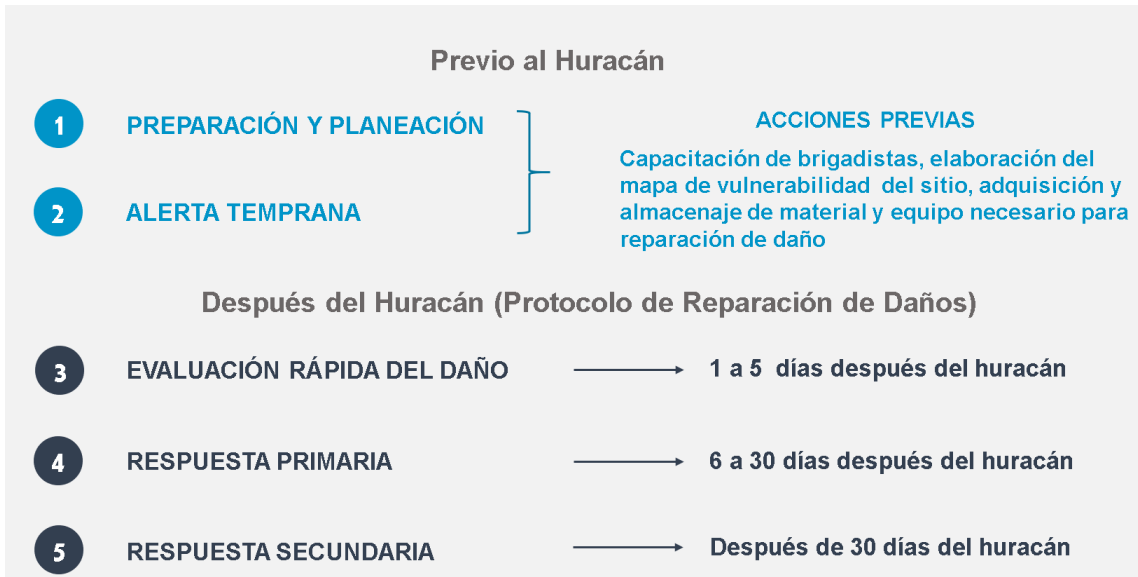 Previo al Huracán
1 PREPARACIÓN Y PLANEACIÓN
2 ALERTA TEMPRANA
ACCIONES PREVIAS
Capacitación de brigadistas, elaboración del
mapa de vulnerabilidad del sitio, adquisición y
almacenaje de material y equipo necesario para
reparación de daño
Después del Huracán (Protocolo de Reparación de Daños)
3 EVALUACIÓN RÁPIDA DEL DAÑO 1 a 5 días después del huracán
4 RESPUESTA PRIMARIA 6 a 30 días después del huracán
5 RESPUESTA SECUNDARIA Después de 30 días del huracán